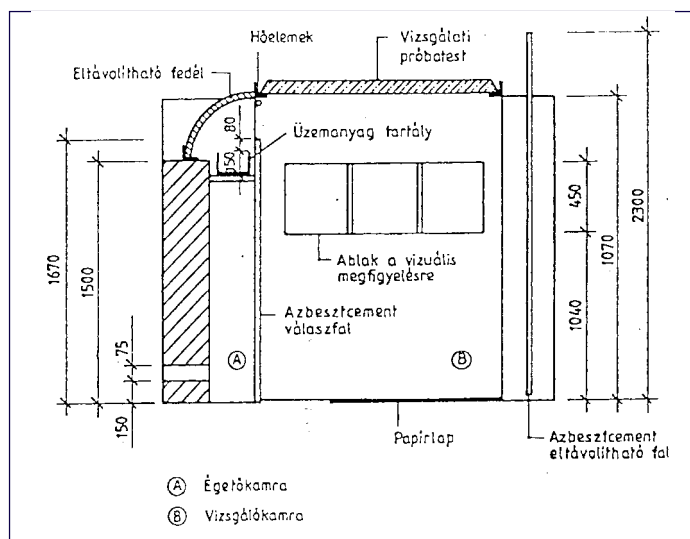 Hőelemek
Vizsgálati
próbatest
Eltávolítható fedél
Üzemanyag tartály
80
50
1670
1500
75
150
450
1040
1070
2300
Ablak a vizuális
megfigyelésre
Azbesztcement
válaszfal
A
B
Papírlap
Azbesztcement
eltávolítható fal
A Égetőkamra
B Vizsgálókamra